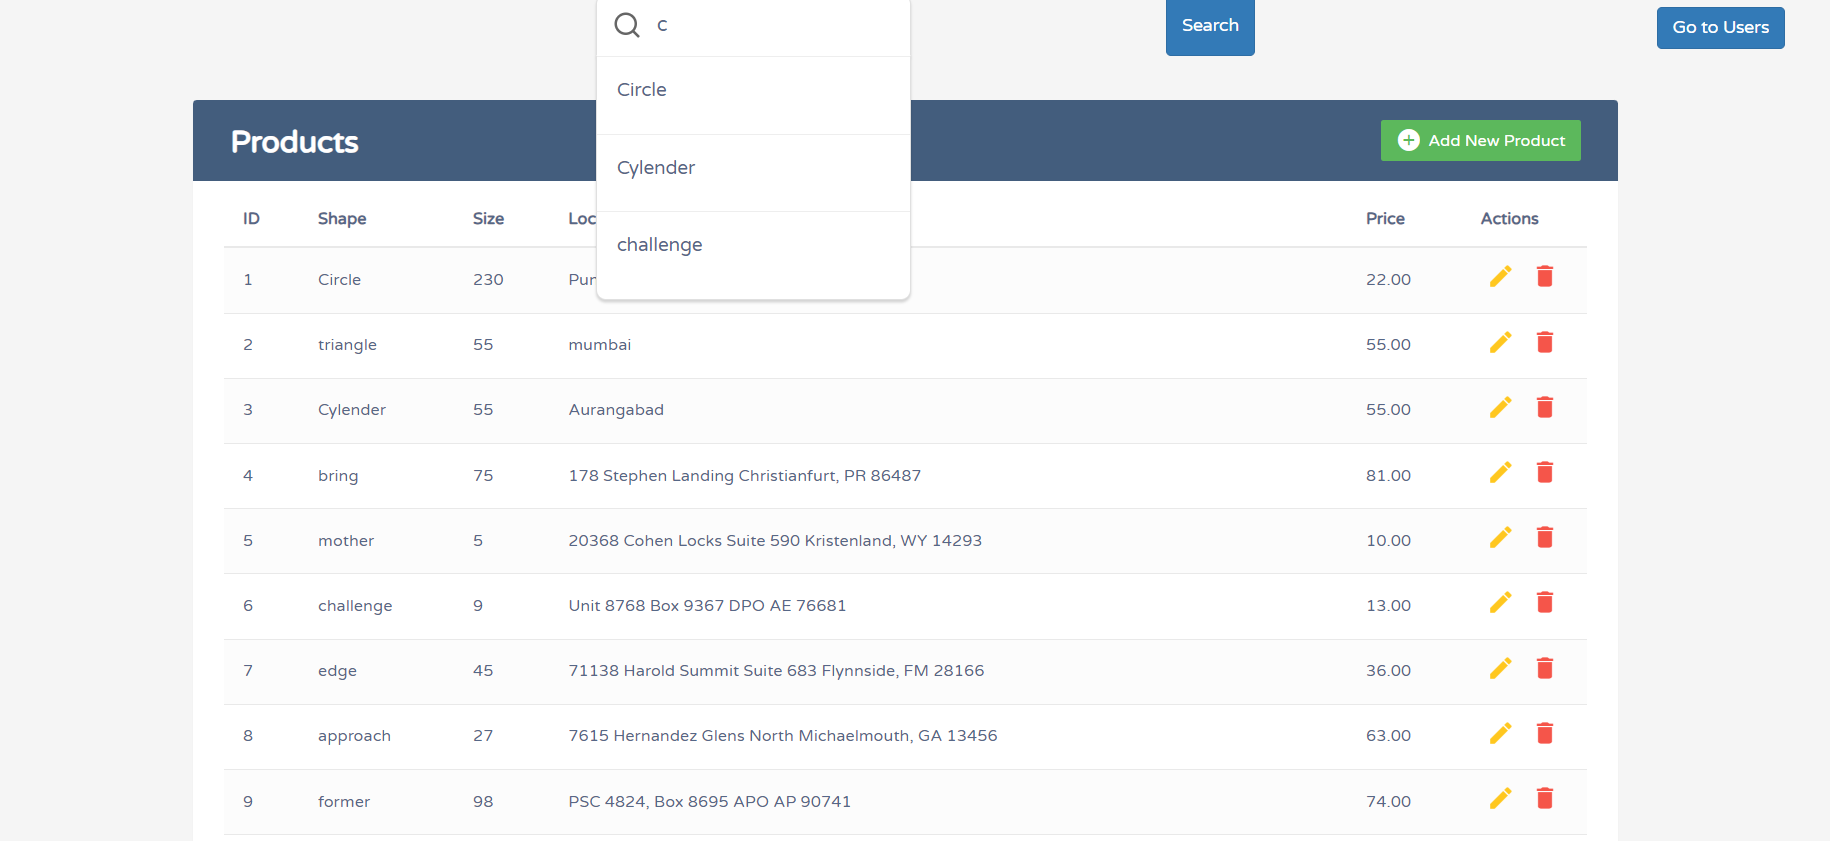 c
Search
Go to Users
Circle
Cylender
challenge
Products
Add New Product
ID Shape Size Loc Price Actions
1 Circle 230 Pun 22.00
2 triangle 55 mumbai 55.00
3 Cylender 55 Aurangabad 55.00
4 bring 75 178 Stephen Landing Christianfurt, PR 86487 81.00
5 mother 5 20368 Cohen Locks Suite 590 Kristenland, WY 14293 10.00
6 challenge 9 Unit 8768 Box 9367 DPO AE 76681 13.00
7 edge 45 71138 Harold Summit Suite 683 Flynnside, FM 28166 36.00
8 approach 27 7615 Hernandez Glens North Michaelmouth, GA 13456 63.00
9 former 98 PSC 4824, Box 8695 APO AP 90741 74.00